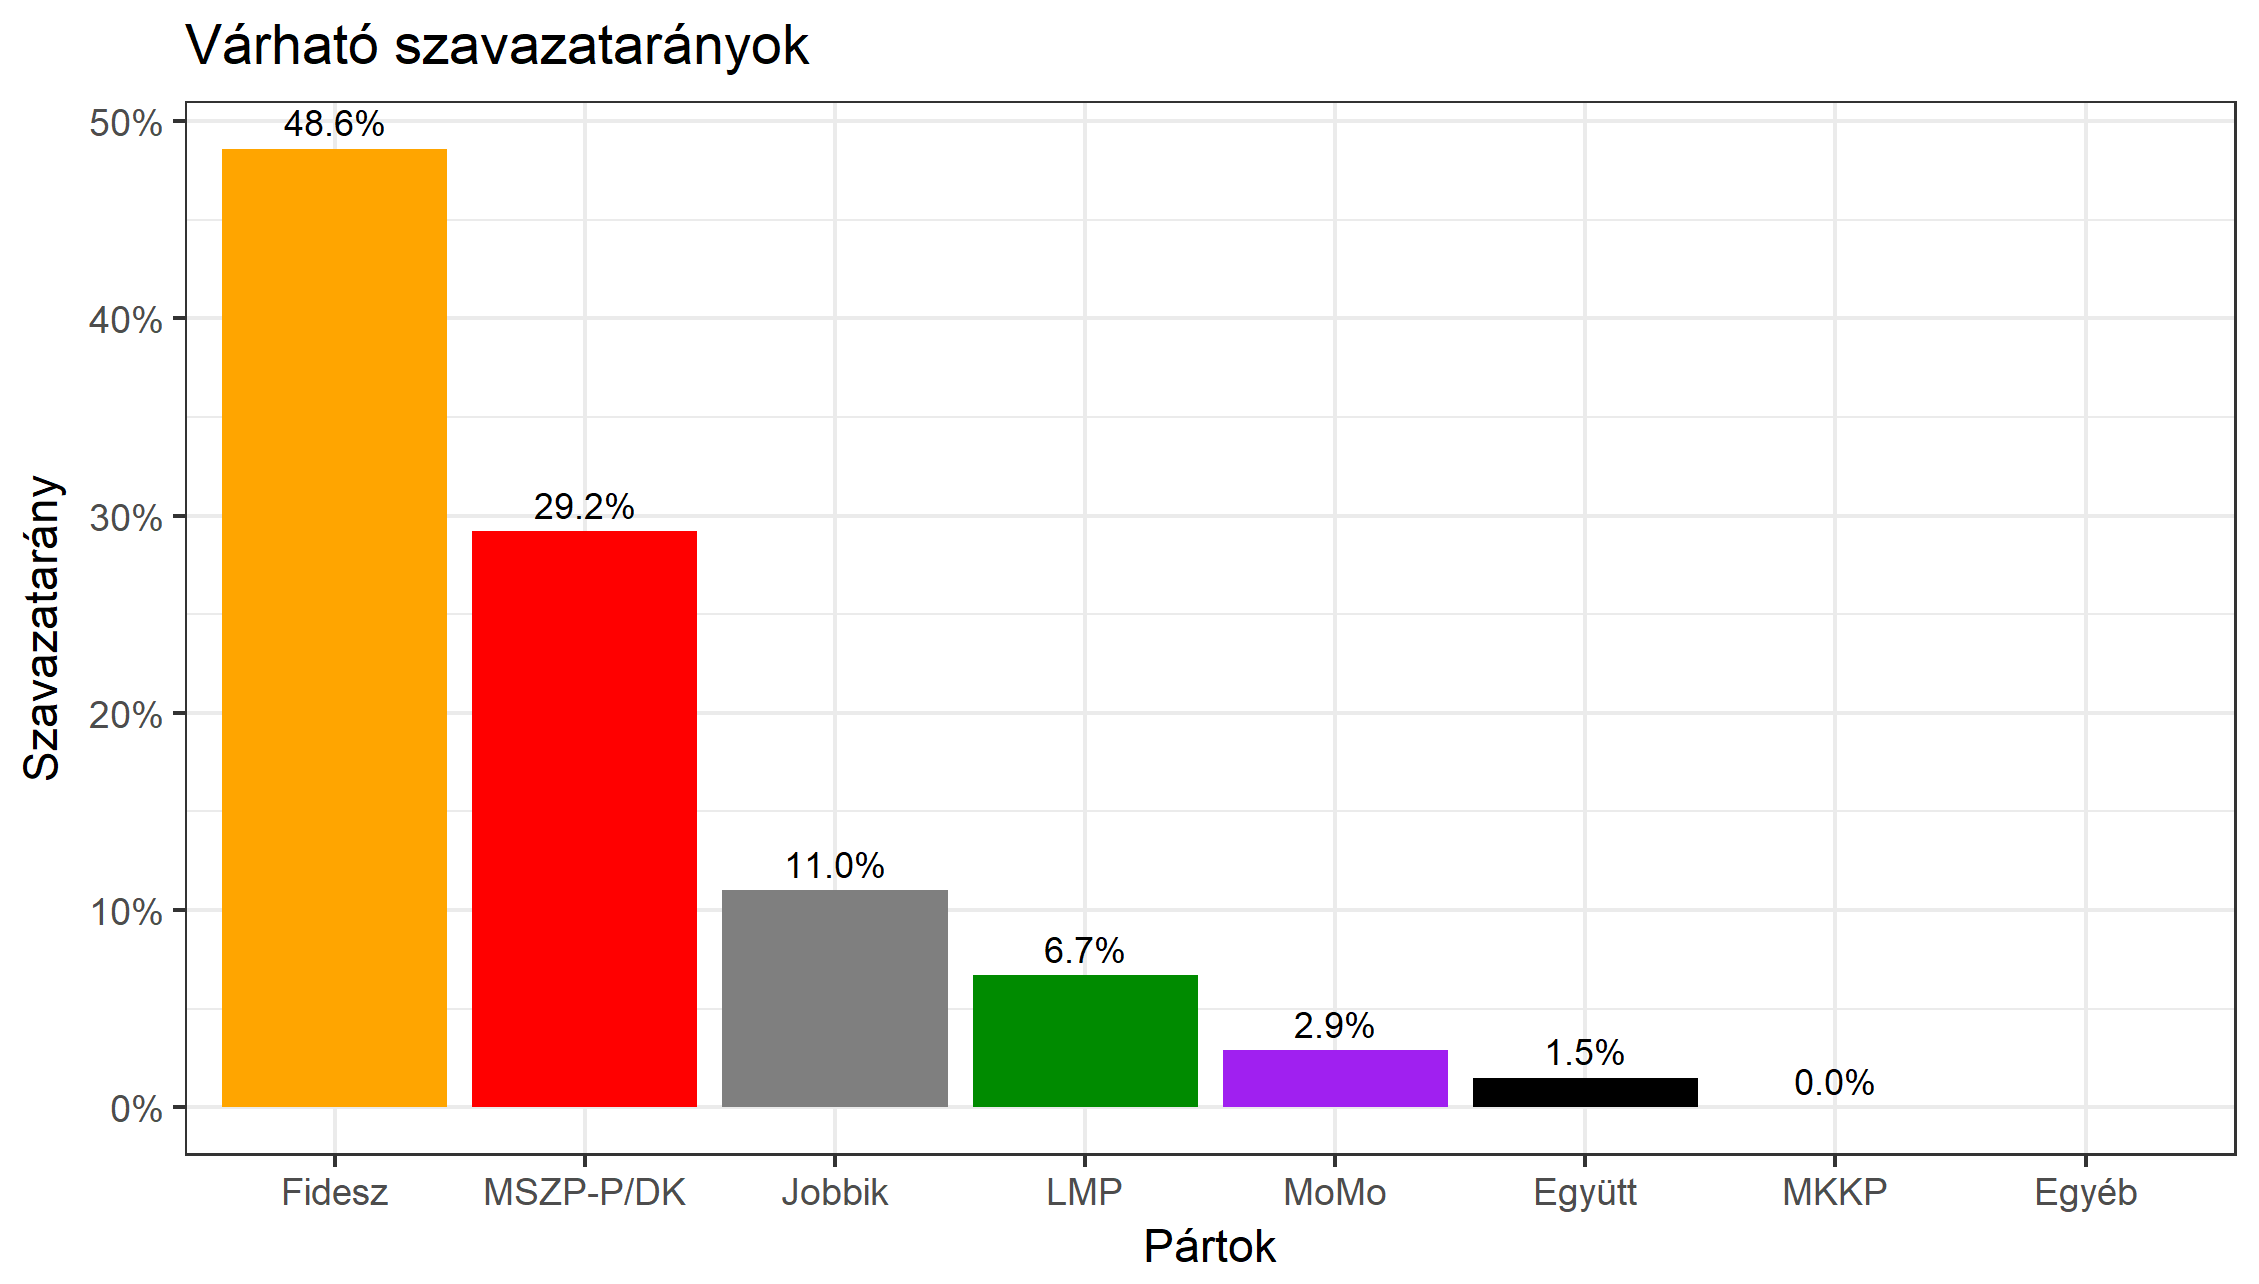 Várható szavazatarányok
Szavazatarány
50%
40%
30%
20%
10%
0%
48.6%
29.2%
11.0%
6.7%
2.9%
1.5%
0.0%
Fidesz
MSZP-P/DK
Jobbik
LMP
MoMo
Együtt
MKKP
Egyéb
Pártok